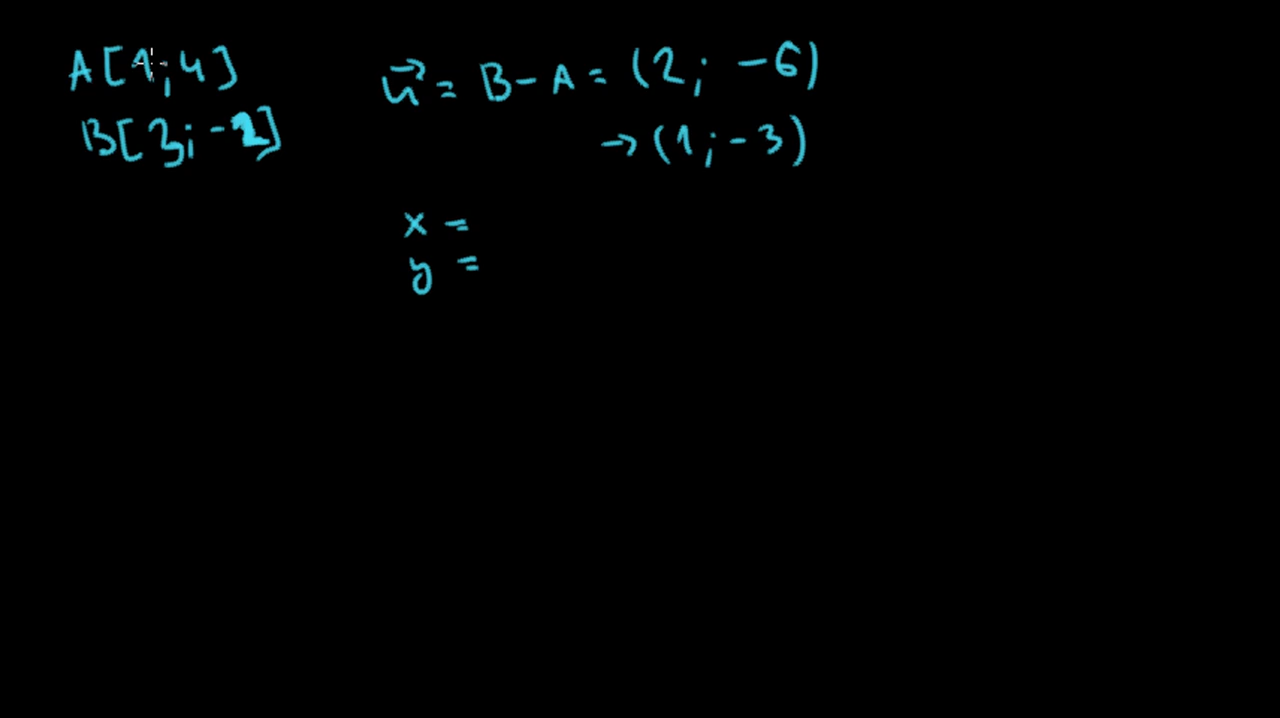 A[1;4]
B[3;-2]
u⃗ = B-A = (2; -6)
→ (1; -3)
x =
y =